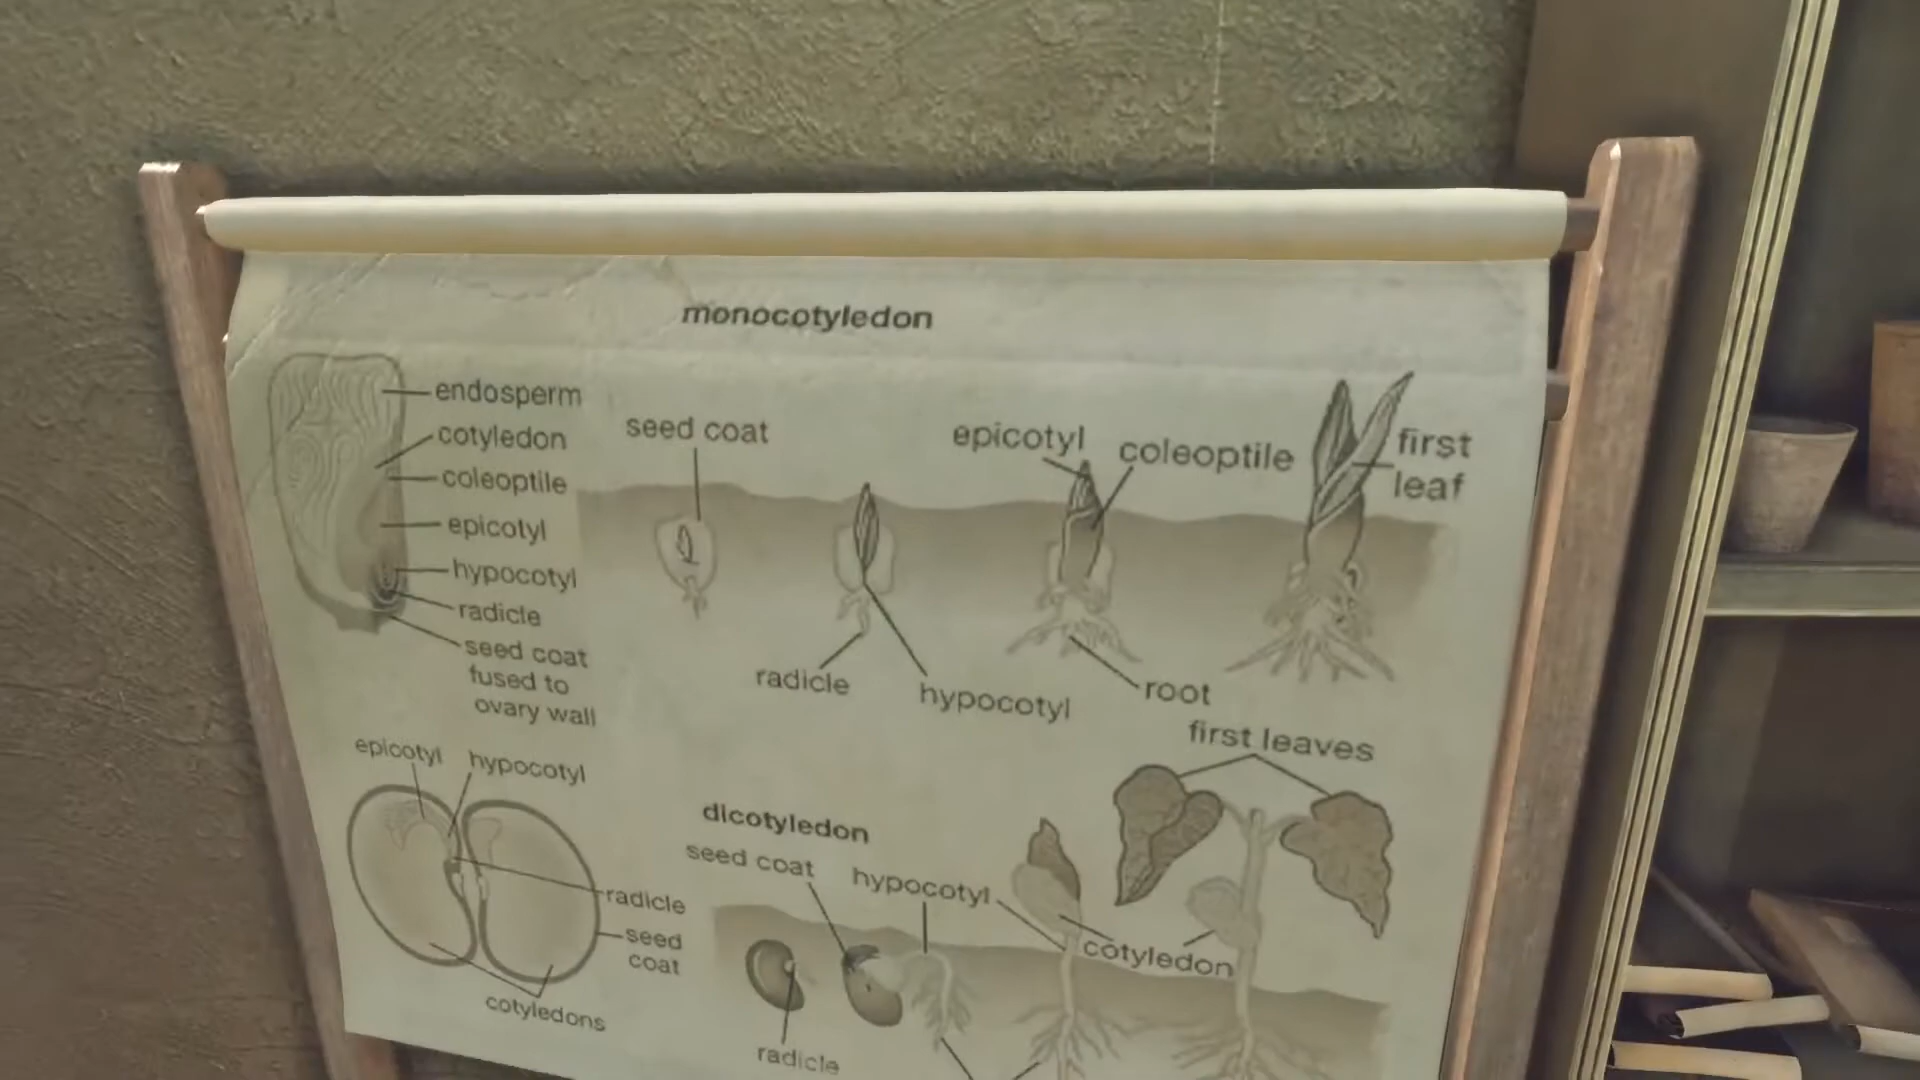 monocotyledon
endosperm
cotyledon
coleoptile
epicotyl
hypocotyl
radicle
seed coat
fused to
ovary wall
seed coat
epicotyl
coleoptile
first
leaf
radicle
hypocotyl
root
epicotyl
hypocotyl
radicle
seed
coat
cotyledons
dicotyledon
seed coat
hypocotyl
first leaves
cotyledon
radicle